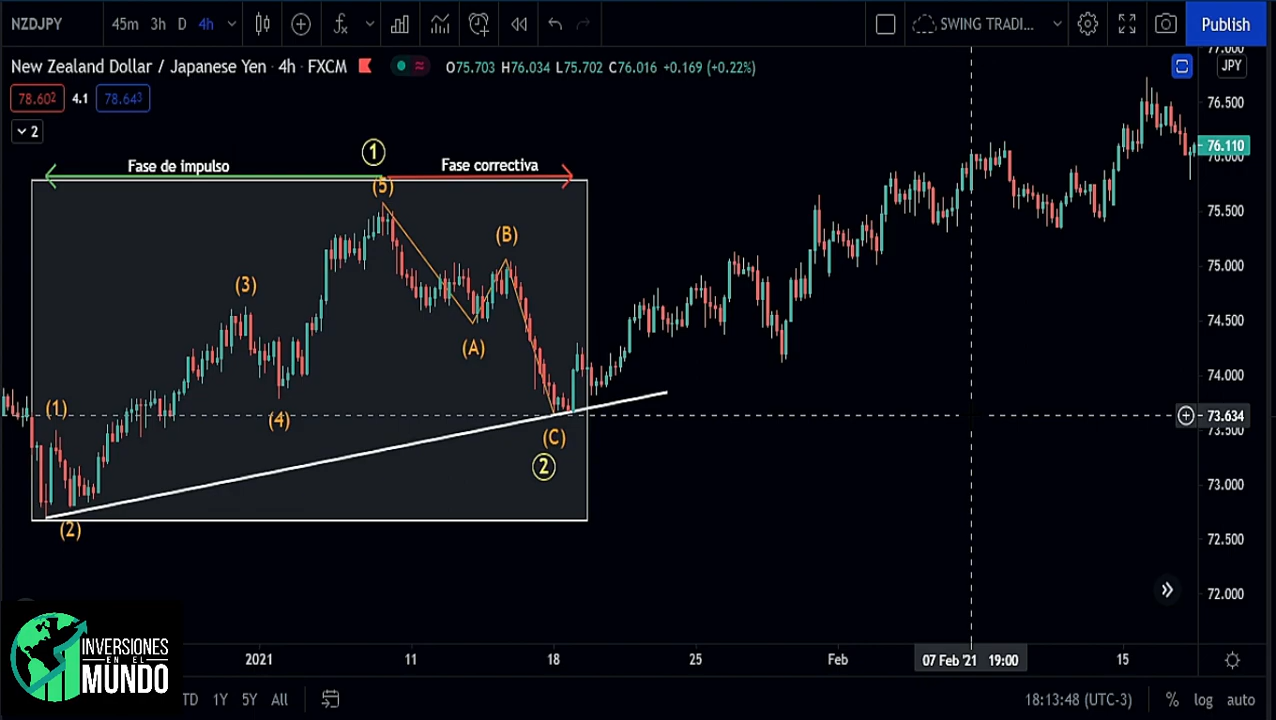 NZDJPY 45m 3h D 4h SWING TRADI... Publish
New Zealand Dollar / Japanese Yen · 4h · FXCM O75.703 H76.034 L75.702 C76.016 +0.169 (+0.22%) JPY
77.000
78.602 4.1 78.643
2
76.500
76.110
76.000
75.500
75.000
74.500
74.000
73.634
73.500
73.000
72.500
72.000
1
Fase de impulso Fase correctiva
(5)
(B)
(3)
(A)
(1)
(4)
(C)
2
(2)
INVERSIONES
EN EL
MUNDO
2021 11 18 25 Feb 07 Feb '21 19:00 15
TD 1Y 5Y All 18:13:48 (UTC-3) % log auto